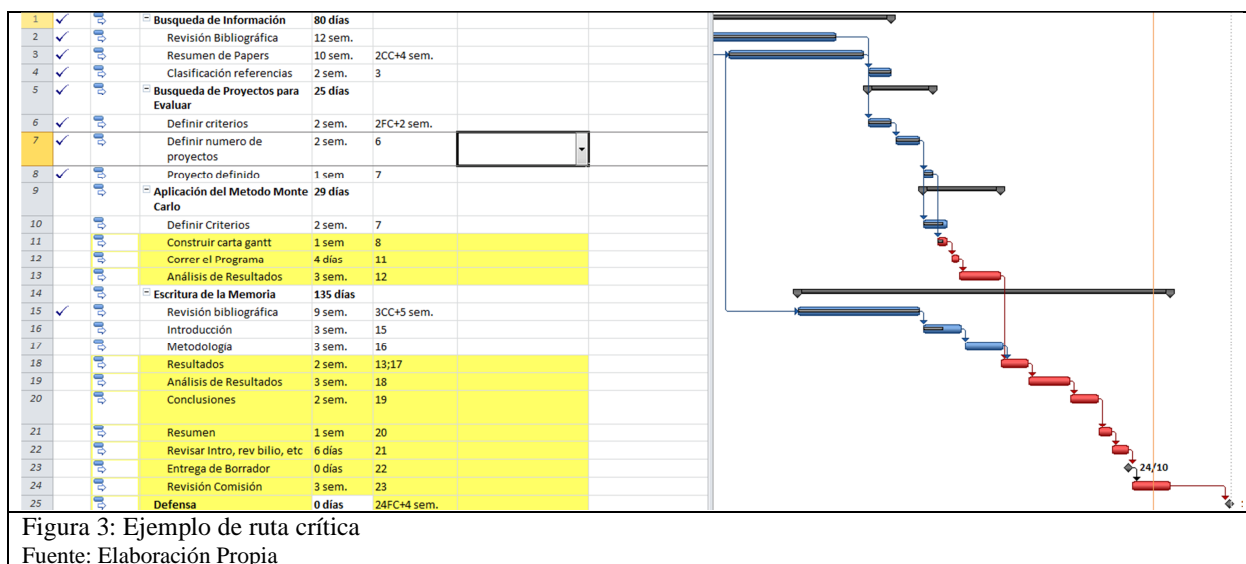 1 Busqueda de Información 80 días
2 Revisión Bibliográfica 12 sem.
3 Resumen de Papers 10 sem. 2CC+4 sem.
4 Clasificación referencias 2 sem. 3
5 Busqueda de Proyectos para 25 días
Evaluar
6 Definir criterios 2 sem. 2FC+2 sem.
7 Definir numero de 2 sem. 6
proyectos
8 Proyecto definido 1 sem 7
9 Aplicación del Metodo Monte 29 días
Carlo
10 Definir Criterios 2 sem. 7
11 Construir carta gantt 1 sem 8
12 Correr el Programa 4 días 11
13 Análisis de Resultados 3 sem. 12
14 Escritura de la Memoria 135 días
15 Revisión bibliográfica 9 sem. 3CC+5 sem.
16 Introducción 3 sem. 15
17 Metodología 3 sem. 16
18 Resultados 2 sem. 13;17
19 Análisis de Resultados 3 sem. 18
20 Conclusiones 2 sem. 19
21 Resumen 1 sem 20
22 Revisar Intro, rev bilio, etc 6 días 21
23 Entrega de Borrador 0 días 22 24/10
24 Revisión Comisión 3 sem. 23
25 Defensa 0 días 24FC+4 sem.
Figura 3: Ejemplo de ruta crítica
Fuente: Elaboración Propia